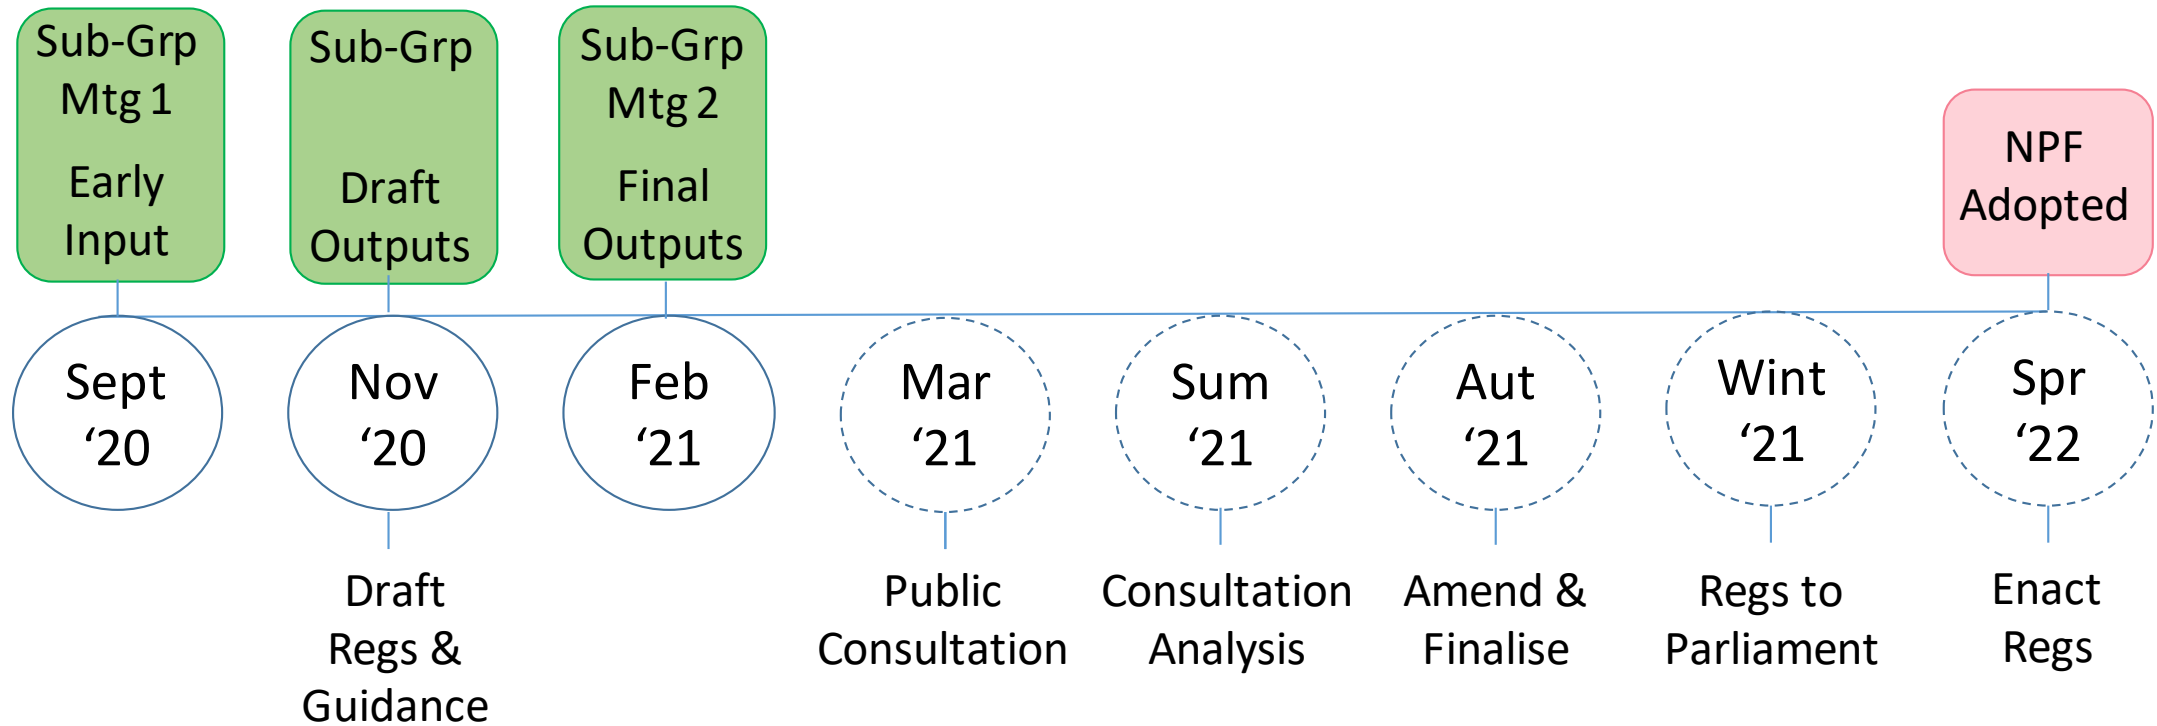 Sub-Grp
Mtg 1
Early
Input
Sub-Grp
Draft
Outputs
Sub-Grp
Mtg 2
Final
Outputs
NPF
Adopted
Sept
‘20
Nov
‘20
Feb
‘21
Mar
‘21
Sum
‘21
Aut
‘21
Wint
‘21
Spr
‘22
Draft
Regs &
Guidance
Public
Consultation
Consultation
Analysis
Amend &
Finalise
Regs to
Parliament
Enact
Regs